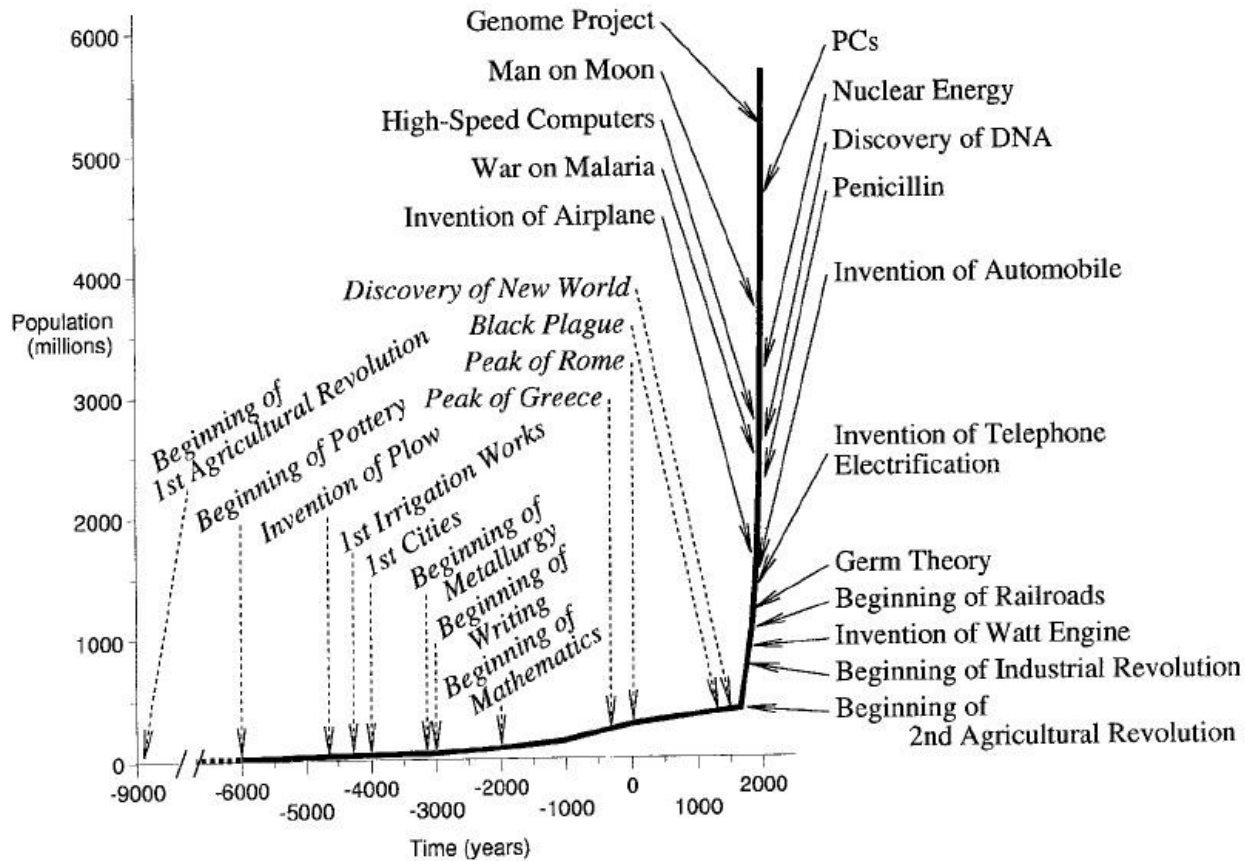 6000
5000
4000
3000
2000
1000
0
Population
(millions)
Genome Project
Man on Moon
High-Speed Computers
War on Malaria
Invention of Airplane
Discovery of New World
Black Plague
Peak of Rome
Peak of Greece
Beginning of
1st Agricultural Revolution
Beginning of Pottery
Invention of Plow
1st Irrigation Works
1st Cities
Beginning of
Metallurgy
Beginning of
Writing
Beginning of
Mathematics
PCs
Nuclear Energy
Discovery of DNA
Penicillin
Invention of Automobile
Invention of Telephone
Electrification
Germ Theory
Beginning of Railroads
Invention of Watt Engine
Beginning of Industrial Revolution
Beginning of
2nd Agricultural Revolution
-9000 -6000 -4000 -2000 0 2000
-5000 -3000 -1000 1000
Time (years)